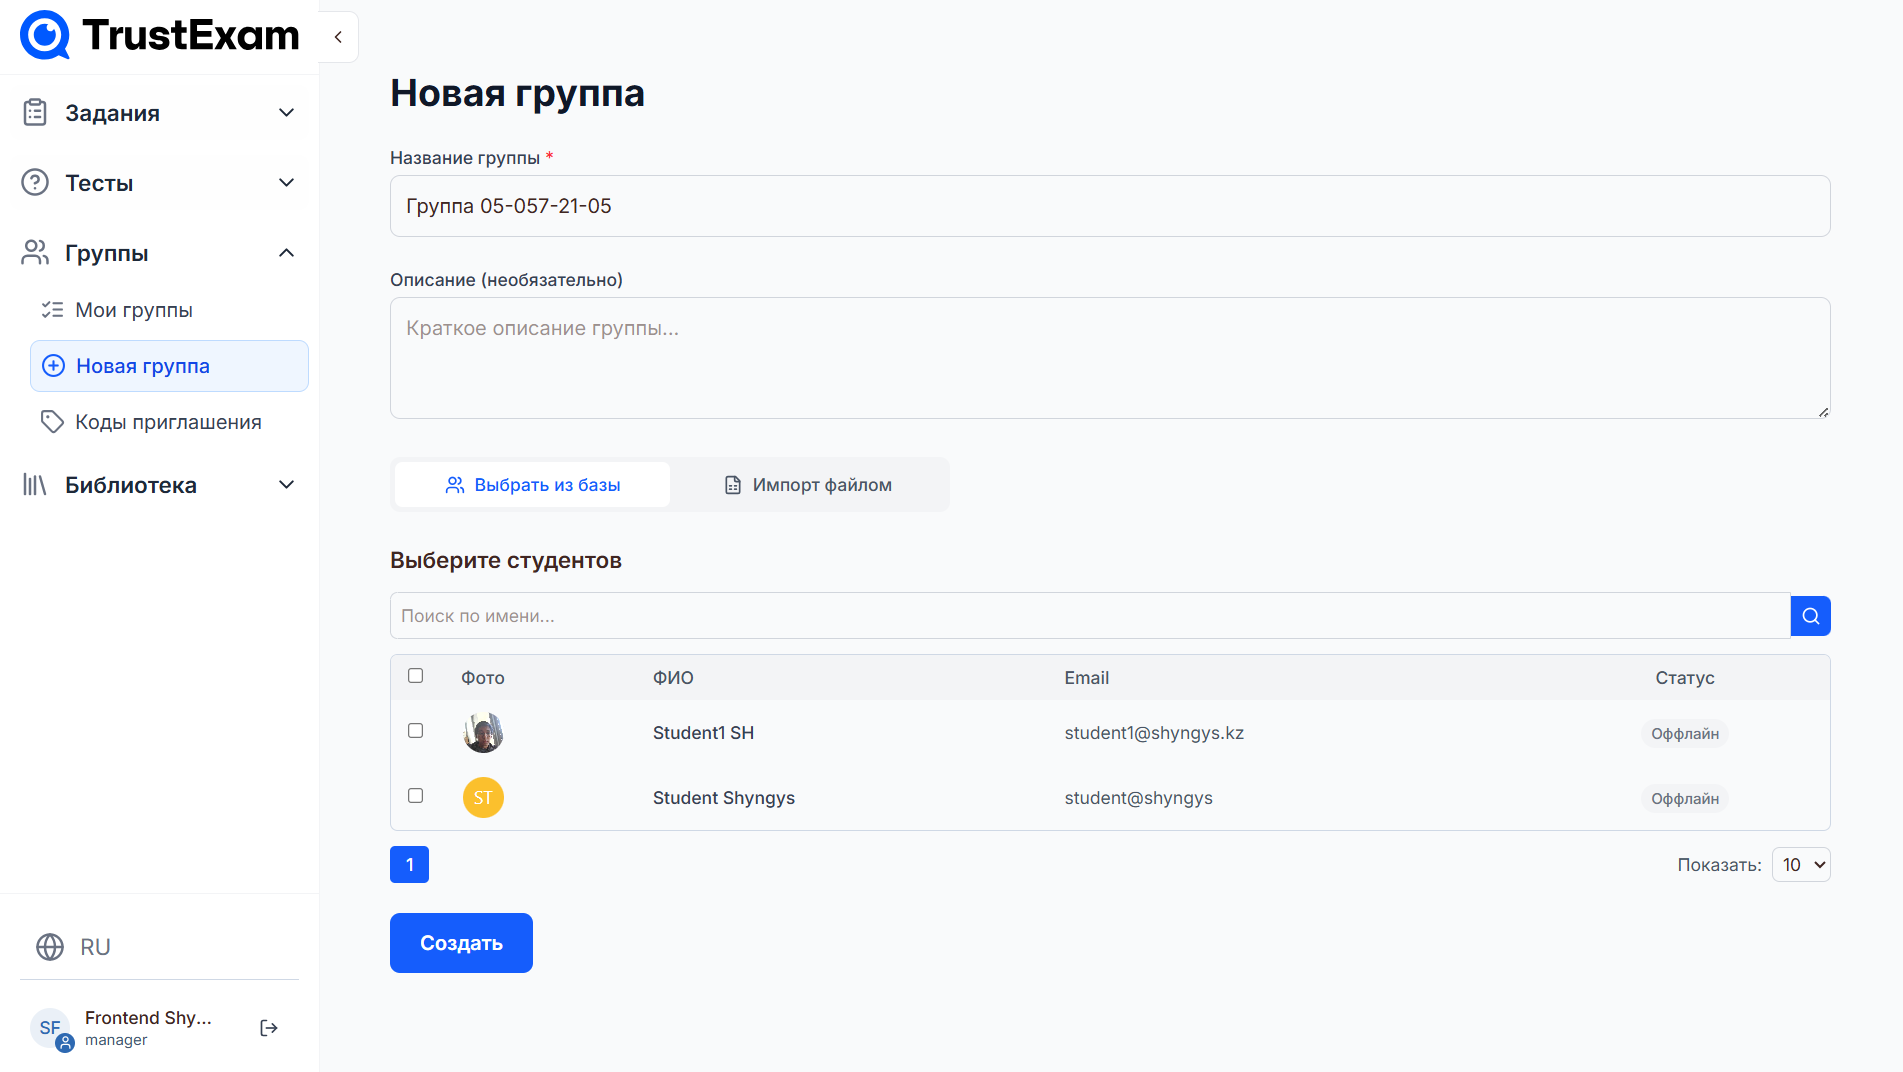 TrustExam
Задания
Тесты
Группы
Мои группы
Новая группа
Коды приглашения
Библиотека
RU
SF
Frontend Shy...
manager
Новая группа
Название группы *
Группа 05-057-21-05
Описание (необязательно)
Краткое описание группы...
Выбрать из базы
Импорт файлом
Выберите студентов
Поиск по имени...
Фото ФИО Email Статус
Student1 SH student1@shyngys.kz Оффлайн
ST Student Shyngys student@shyngys Оффлайн
1
Показать: 10
Создать